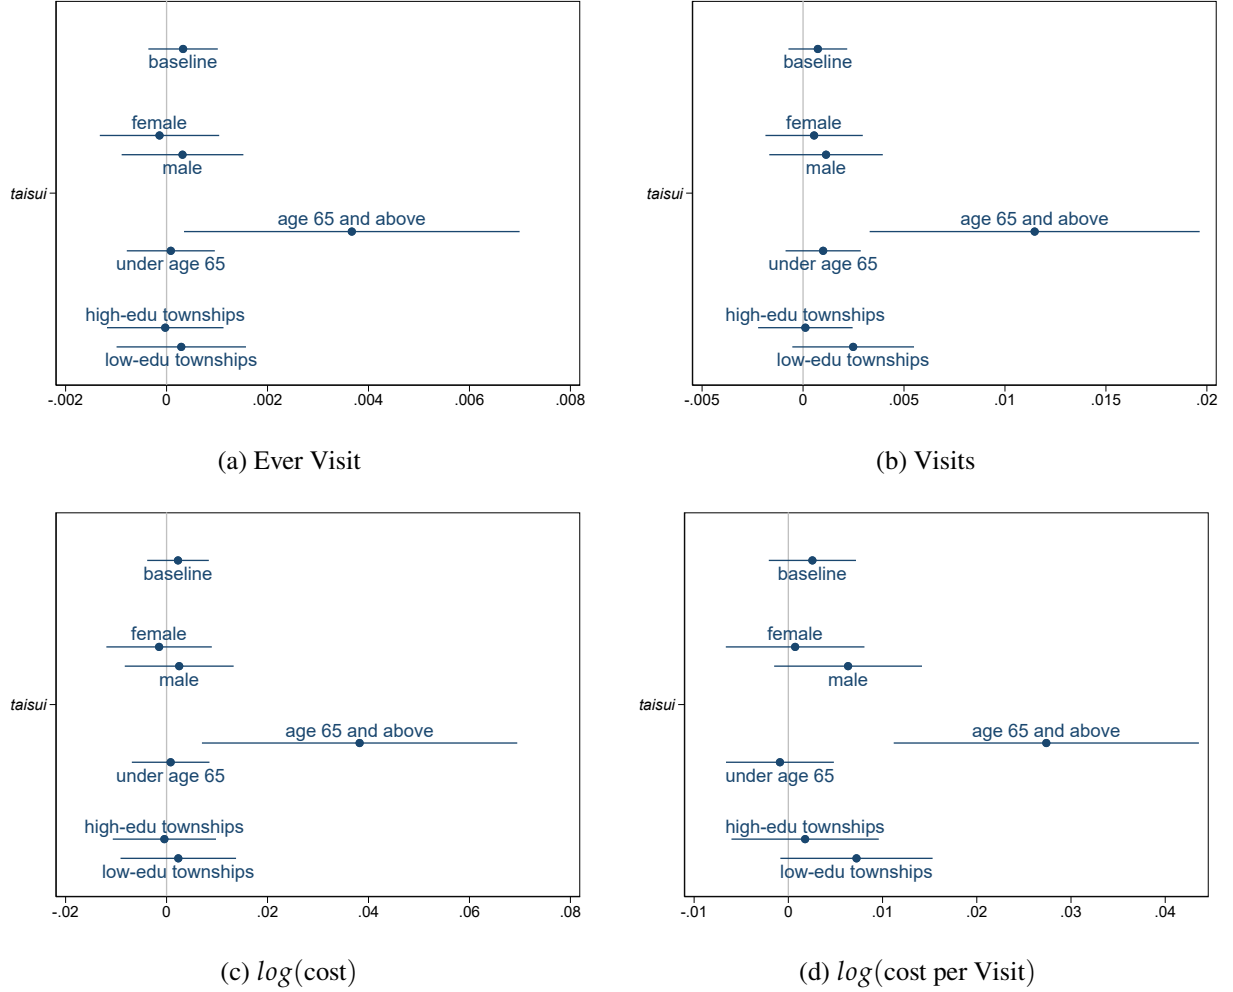 baseline
female
male
taisui
age 65 and above
under age 65
high-edu townships
low-edu townships
-.002 0 .002 .004 .006 .008
(a) Ever Visit
baseline
female
male
taisui
age 65 and above
under age 65
high-edu townships
low-edu townships
-.005 0 .005 .01 .015 .02
(b) Visits
baseline
female
male
taisui
age 65 and above
under age 65
high-edu townships
low-edu townships
-.02 0 .02 .04 .06 .08
(c) log(cost)
baseline
female
male
taisui
age 65 and above
under age 65
high-edu townships
low-edu townships
-.01 0 .01 .02 .03 .04
(d) log(cost per Visit)